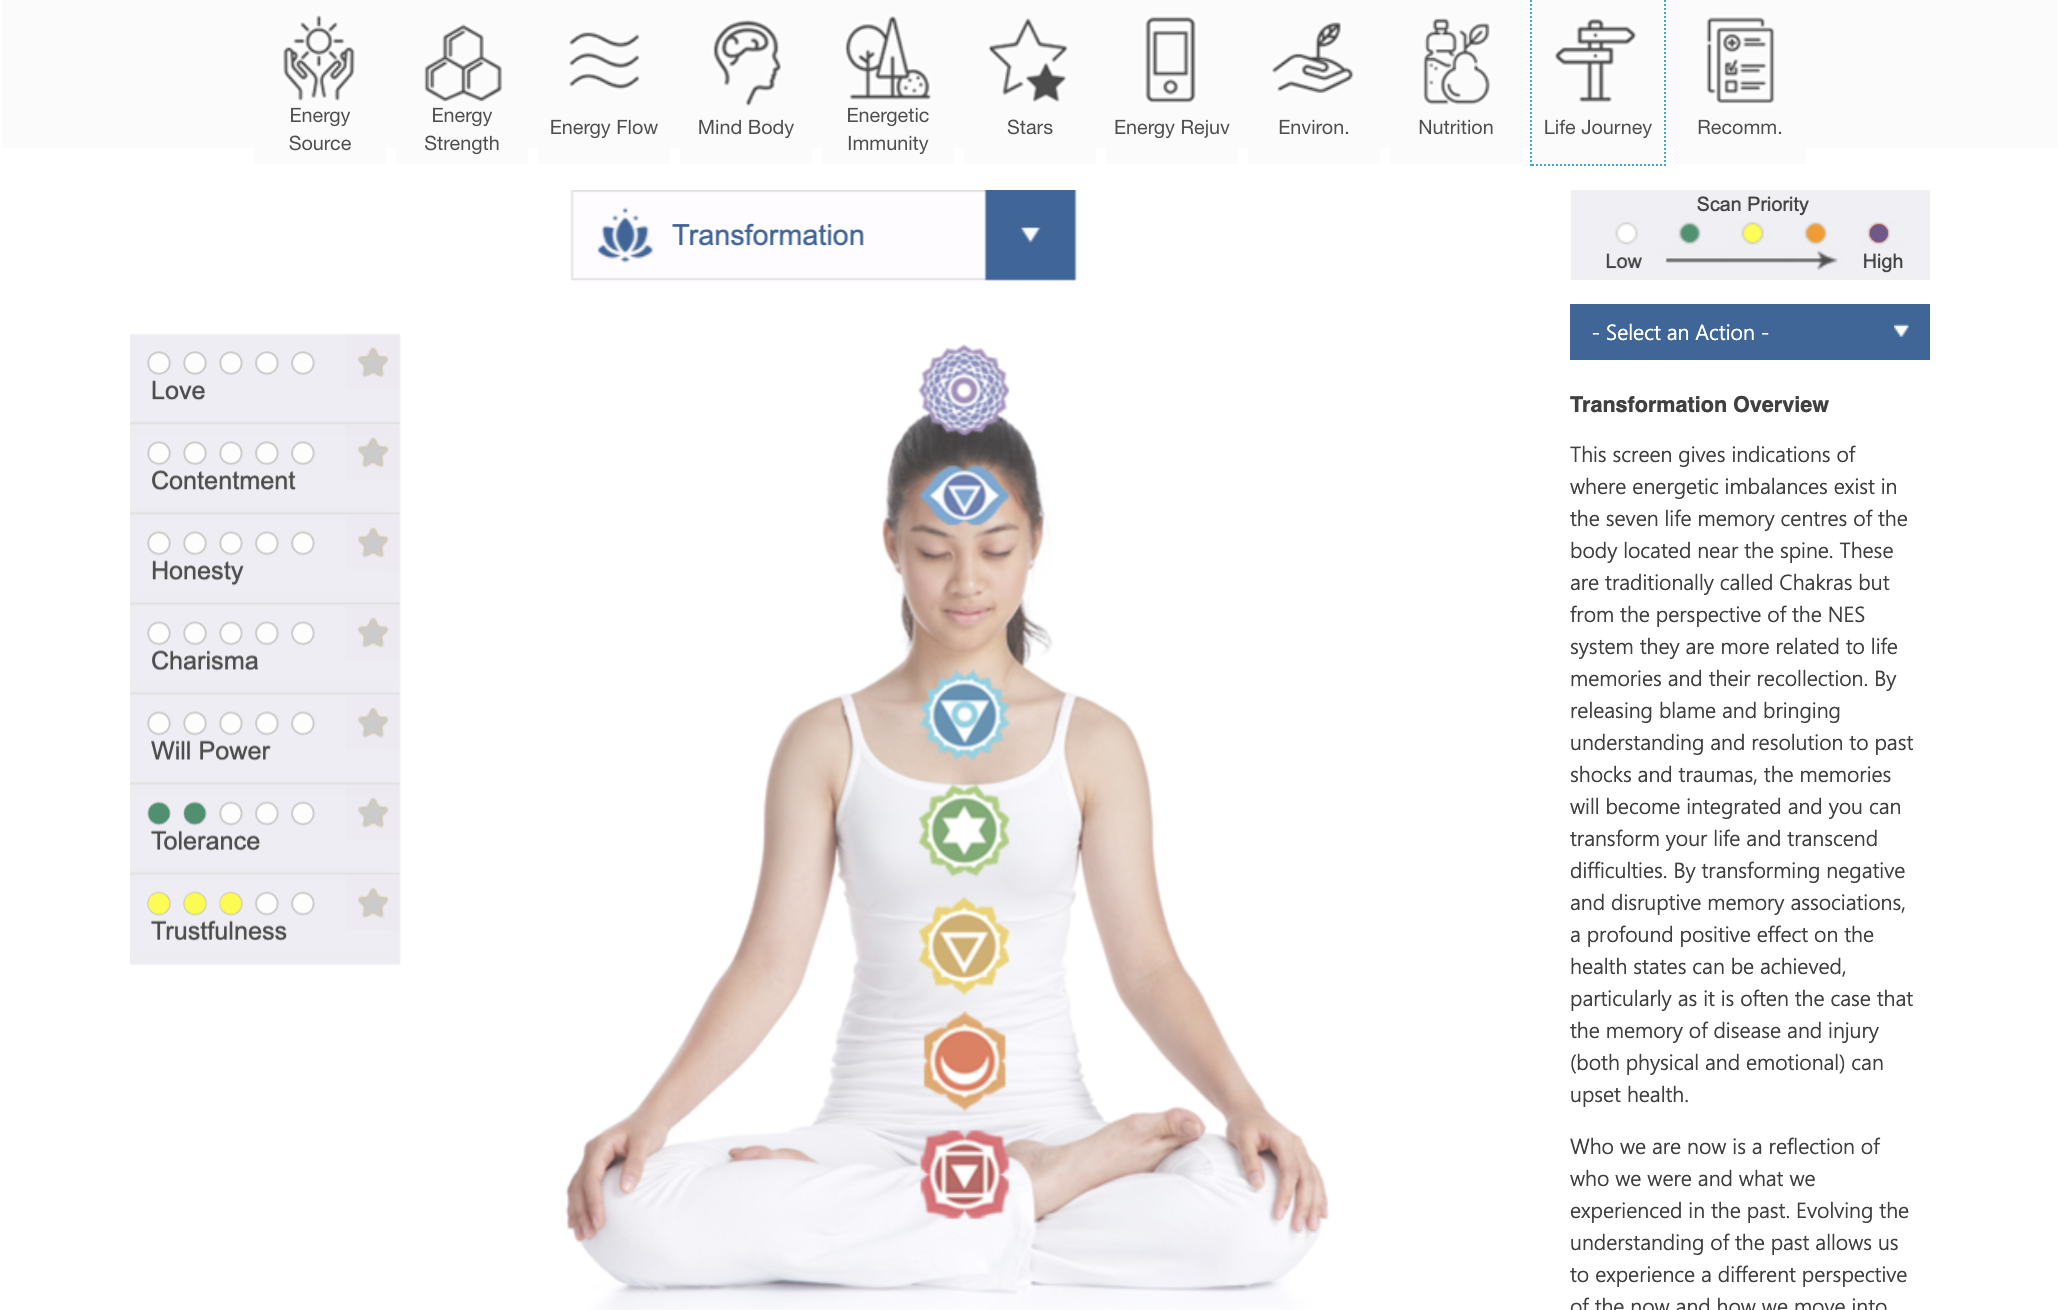 Energy
Source
Energy
Strength
Energy Flow
Mind Body
Energetic
Immunity
Stars
Energy Rejuv
Environ.
Nutrition
Life Journey
Recomm.
Transformation
Scan Priority
Low
High
- Select an Action -
Love
Contentment
Honesty
Charisma
Will Power
Tolerance
Trustfulness
Transformation Overview
This screen gives indications of
where energetic imbalances exist in
the seven life memory centres of the
body located near the spine. These
are traditionally called Chakras but
from the perspective of the NES
system they are more related to life
memories and their recollection. By
releasing blame and bringing
understanding and resolution to past
shocks and traumas, the memories
will become integrated and you can
transform your life and transcend
difficulties. By transforming negative
and disruptive memory associations,
a profound positive effect on the
health states can be achieved,
particularly as it is often the case that
the memory of disease and injury
(both physical and emotional) can
upset health.
Who we are now is a reflection of
who we were and what we
experienced in the past. Evolving the
understanding of the past allows us
to experience a different perspective
of the now and how we move into